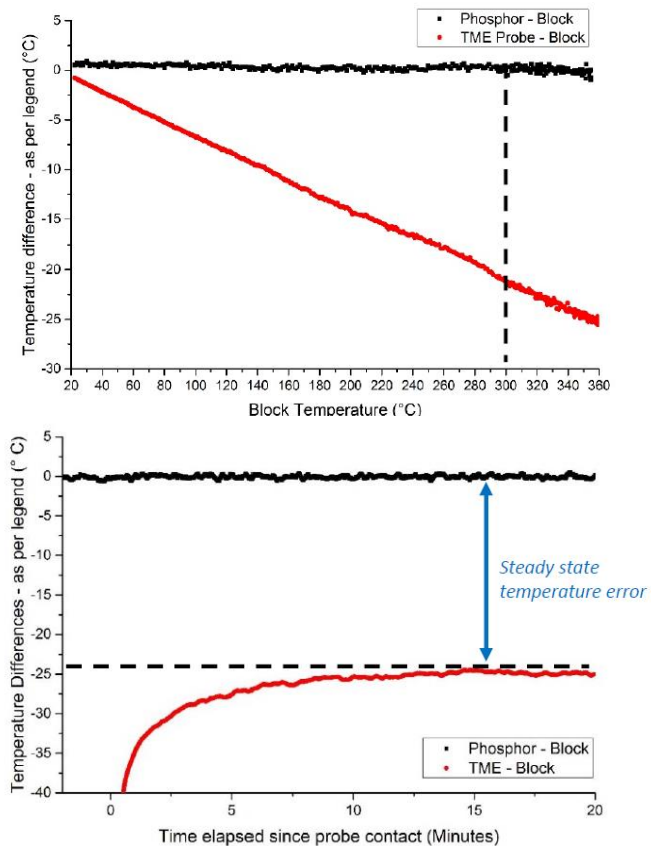 Phosphor - Block
TME Probe - Block
Temperature difference - as per legend (°C)
5
0
-5
-10
-15
-20
-25
-30
20 40 60 80 100 120 140 160 180 200 220 240 260 280 300 320 340 360
Block Temperature (°C)
Temperature Differences - as per legend (° C)
5
0
-5
-10
-15
-20
-25
-30
-35
-40
Steady state
temperature error
Phosphor - Block
TME - Block
0 5 10 15 20
Time elapsed since probe contact (Minutes)